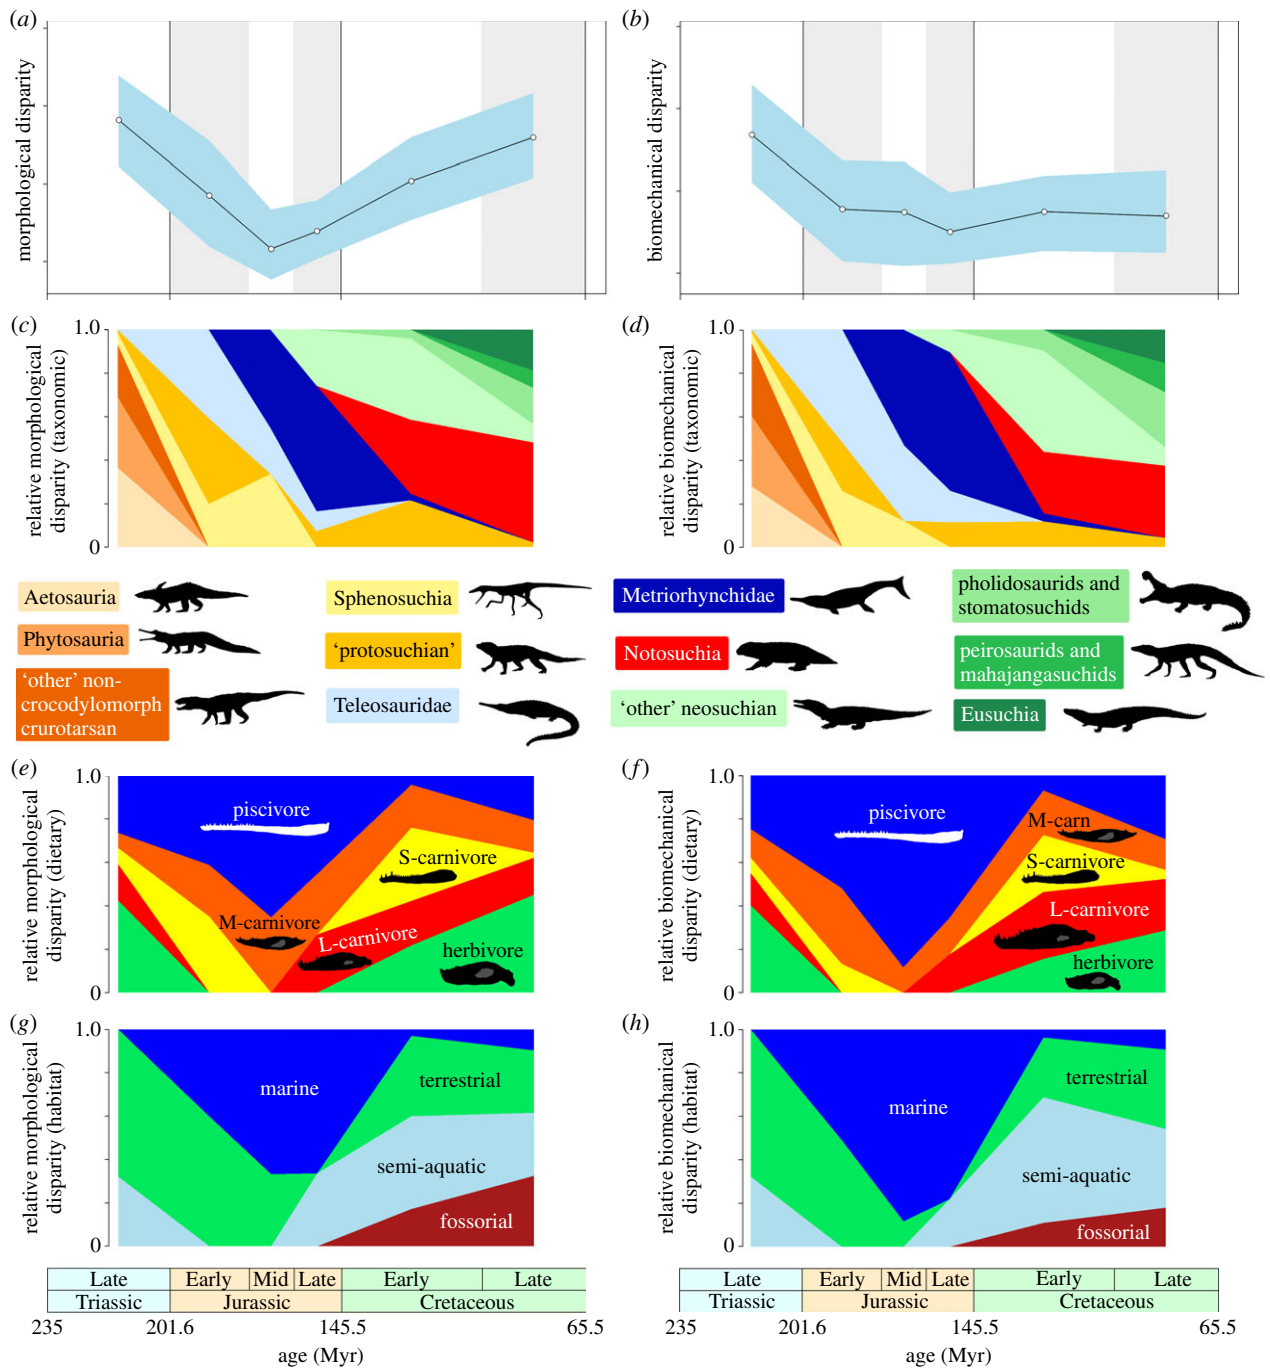 (a)
morphological disparity
(b)
biomechanical disparity
(c)
1.0
0
relative morphological
disparity (taxonomic)
(d)
1.0
0
relative biomechanical
disparity (taxonomic)
Aetosauria
Phytosauria
‘other’ non-
crocodylomorph
crurotarsan
Sphenosuchia
‘protosuchian’
Teleosauridae
Metriorhynchidae
Notosuchia
‘other’ neosuchian
pholidosaurids and
stomatosuchids
peirosaurids and
mahajangasuchids
Eusuchia
(e)
1.0
0
relative morphological
disparity (dietary)
piscivore
S-carnivore
M-carnivore
L-carnivore
herbivore
(f)
1.0
0
relative biomechanical
disparity (dietary)
piscivore
M-carn
S-carnivore
L-carnivore
herbivore
(g)
1.0
0
relative morphological
disparity (habitat)
marine
terrestrial
semi-aquatic
fossorial
(h)
1.0
0
relative biomechanical
disparity (habitat)
marine
terrestrial
semi-aquatic
fossorial
Late Early Mid Late Early Late
Triassic Jurassic Cretaceous
235 201.6 145.5 65.5
age (Myr)
Late Early Mid Late Early Late
Triassic Jurassic Cretaceous
235 201.6 145.5 65.5
age (Myr)